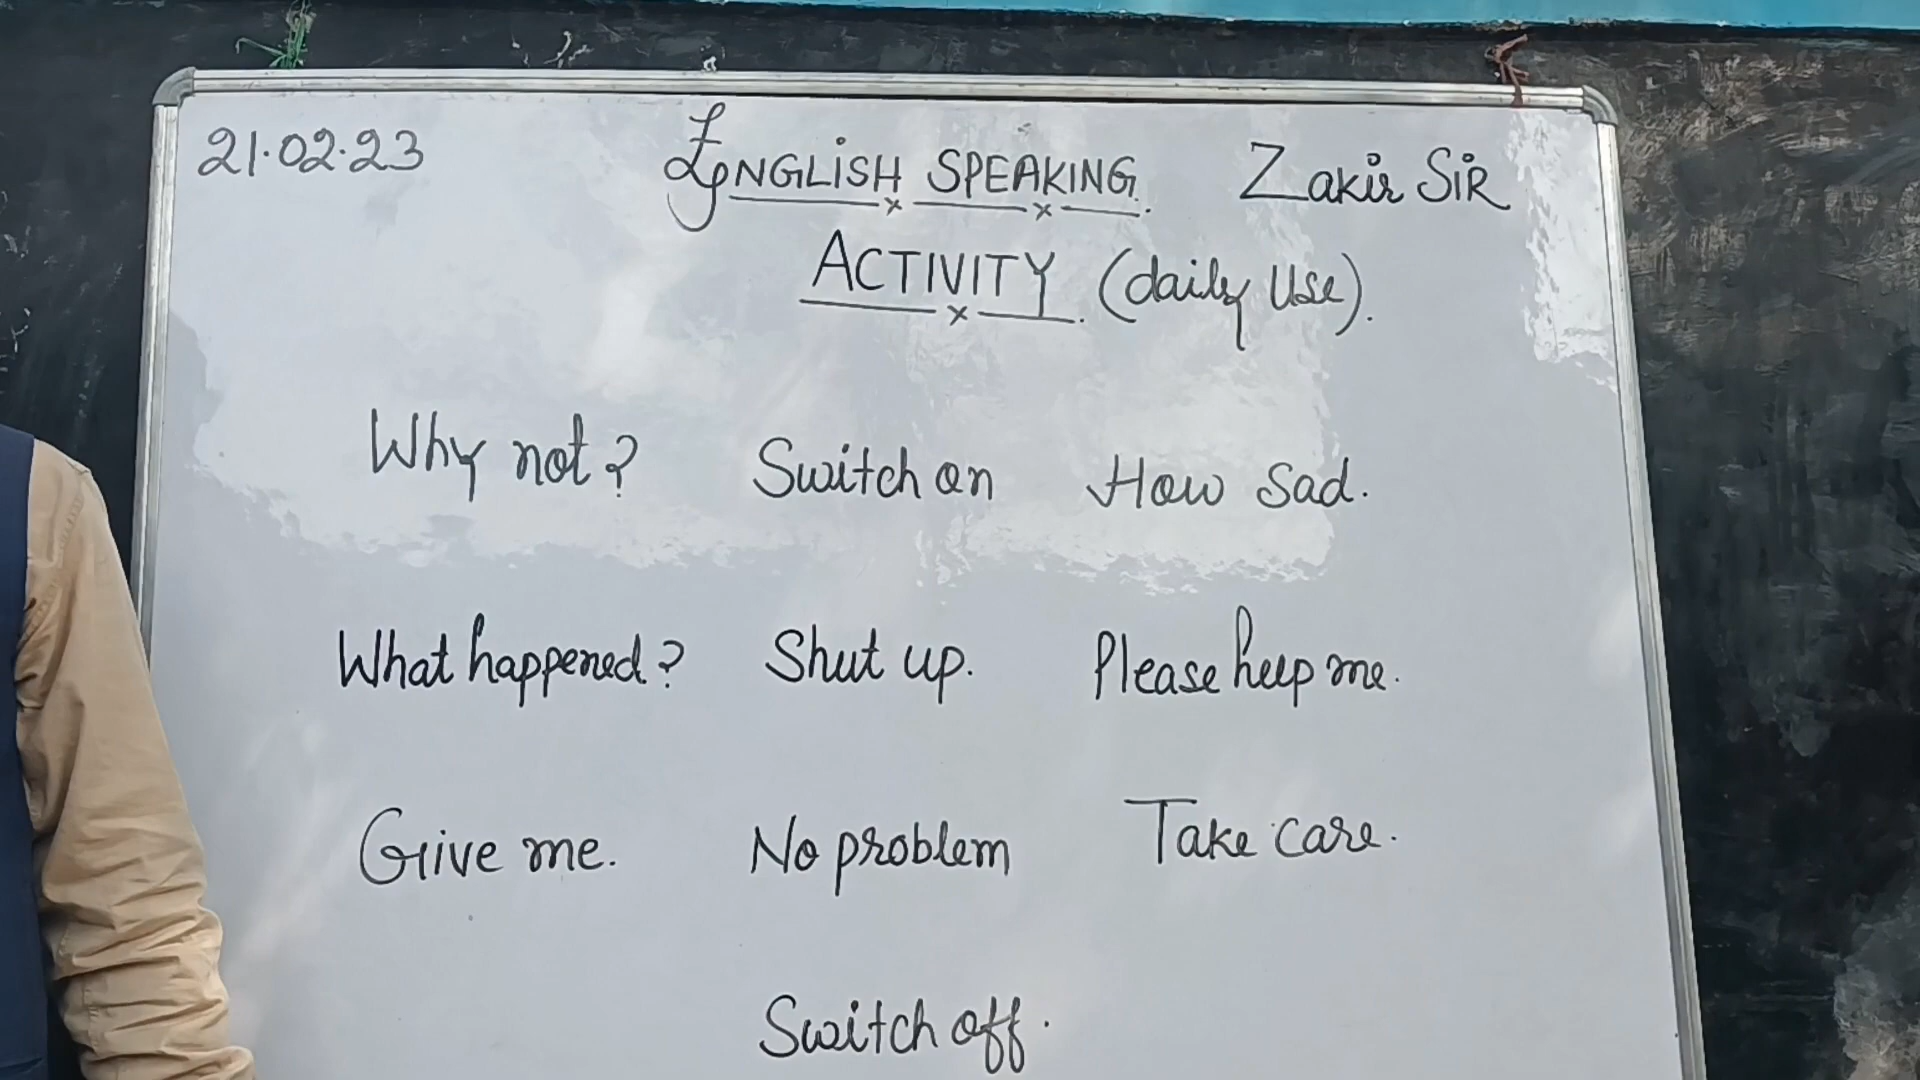 21.02.23 ENGLISH SPEAKING. Zakir SIR
ACTIVITY. (daily Use).
Why not? Switch on How sad.
What happened? Shut up. Please help me.
Give me. No problem Take care.
Switch off.